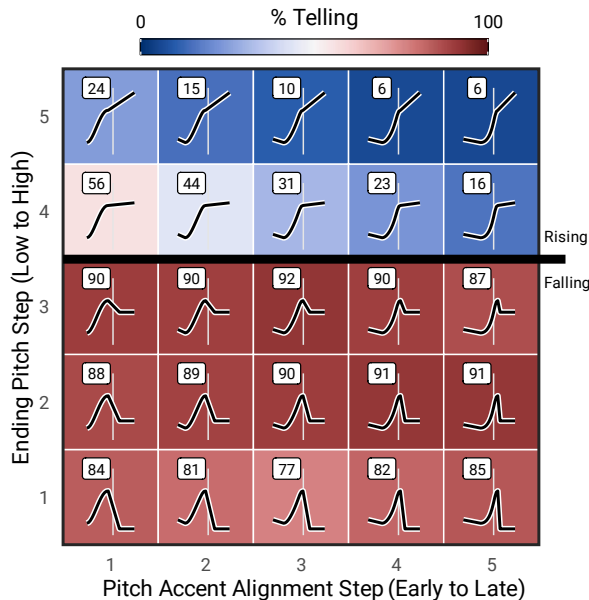 % Telling
0 100
Ending Pitch Step (Low to High)
5 24 15 10 6 6
4 56 44 31 23 16
Rising
Falling
3 90 90 92 90 87
2 88 89 90 91 91
1 84 81 77 82 85
1 2 3 4 5
Pitch Accent Alignment Step (Early to Late)